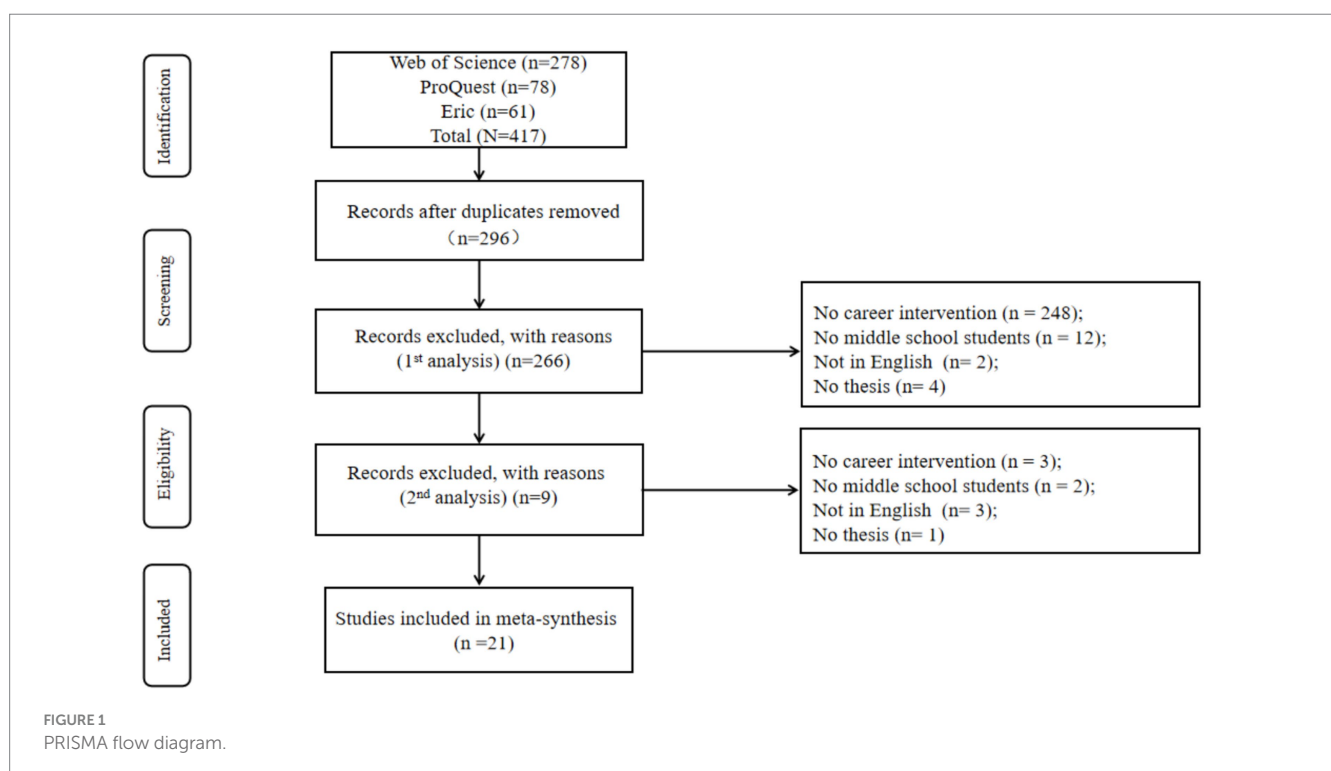 Identification
Web of Science (n=278)
ProQuest (n=78)
Eric (n=61)
Total (N=417)
Records after duplicates removed
（n=296）
Screening
Records excluded, with reasons
(1st analysis) (n=266)
No career intervention (n = 248);
No middle school students (n = 12);
Not in English (n= 2);
No thesis (n= 4)
Eligibility
Records excluded, with reasons
(2nd analysis) (n=9)
No career intervention (n = 3);
No middle school students (n = 2);
Not in English (n= 3);
No thesis (n= 1)
Included
Studies included in meta-synthesis
(n =21)
FIGURE 1
PRISMA flow diagram.